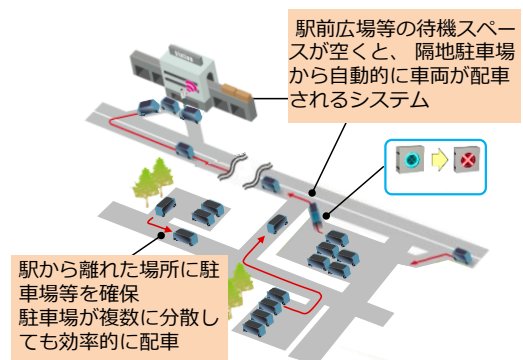 駅前広場等の待機スペー
スが空くと、 隔地駐車場
から自動的に車両が配車
されるシステム
駅から離れた場所に駐
車場等を確保
駐車場が複数に分散し
ても効率的に配車